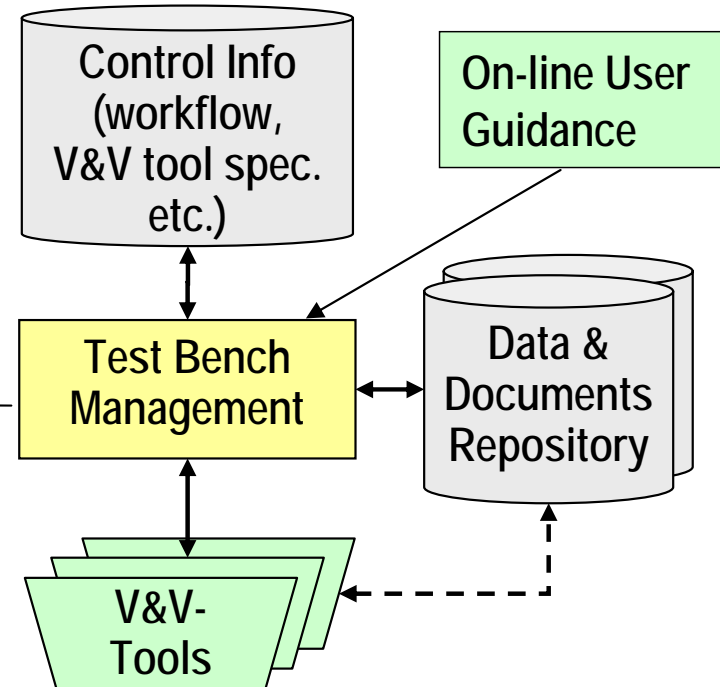 Control Info
(workflow,
V&V tool spec.
etc.)
On-line User
Guidance
Test Bench
Management
Data &
Documents
Repository
V&V-
Tools